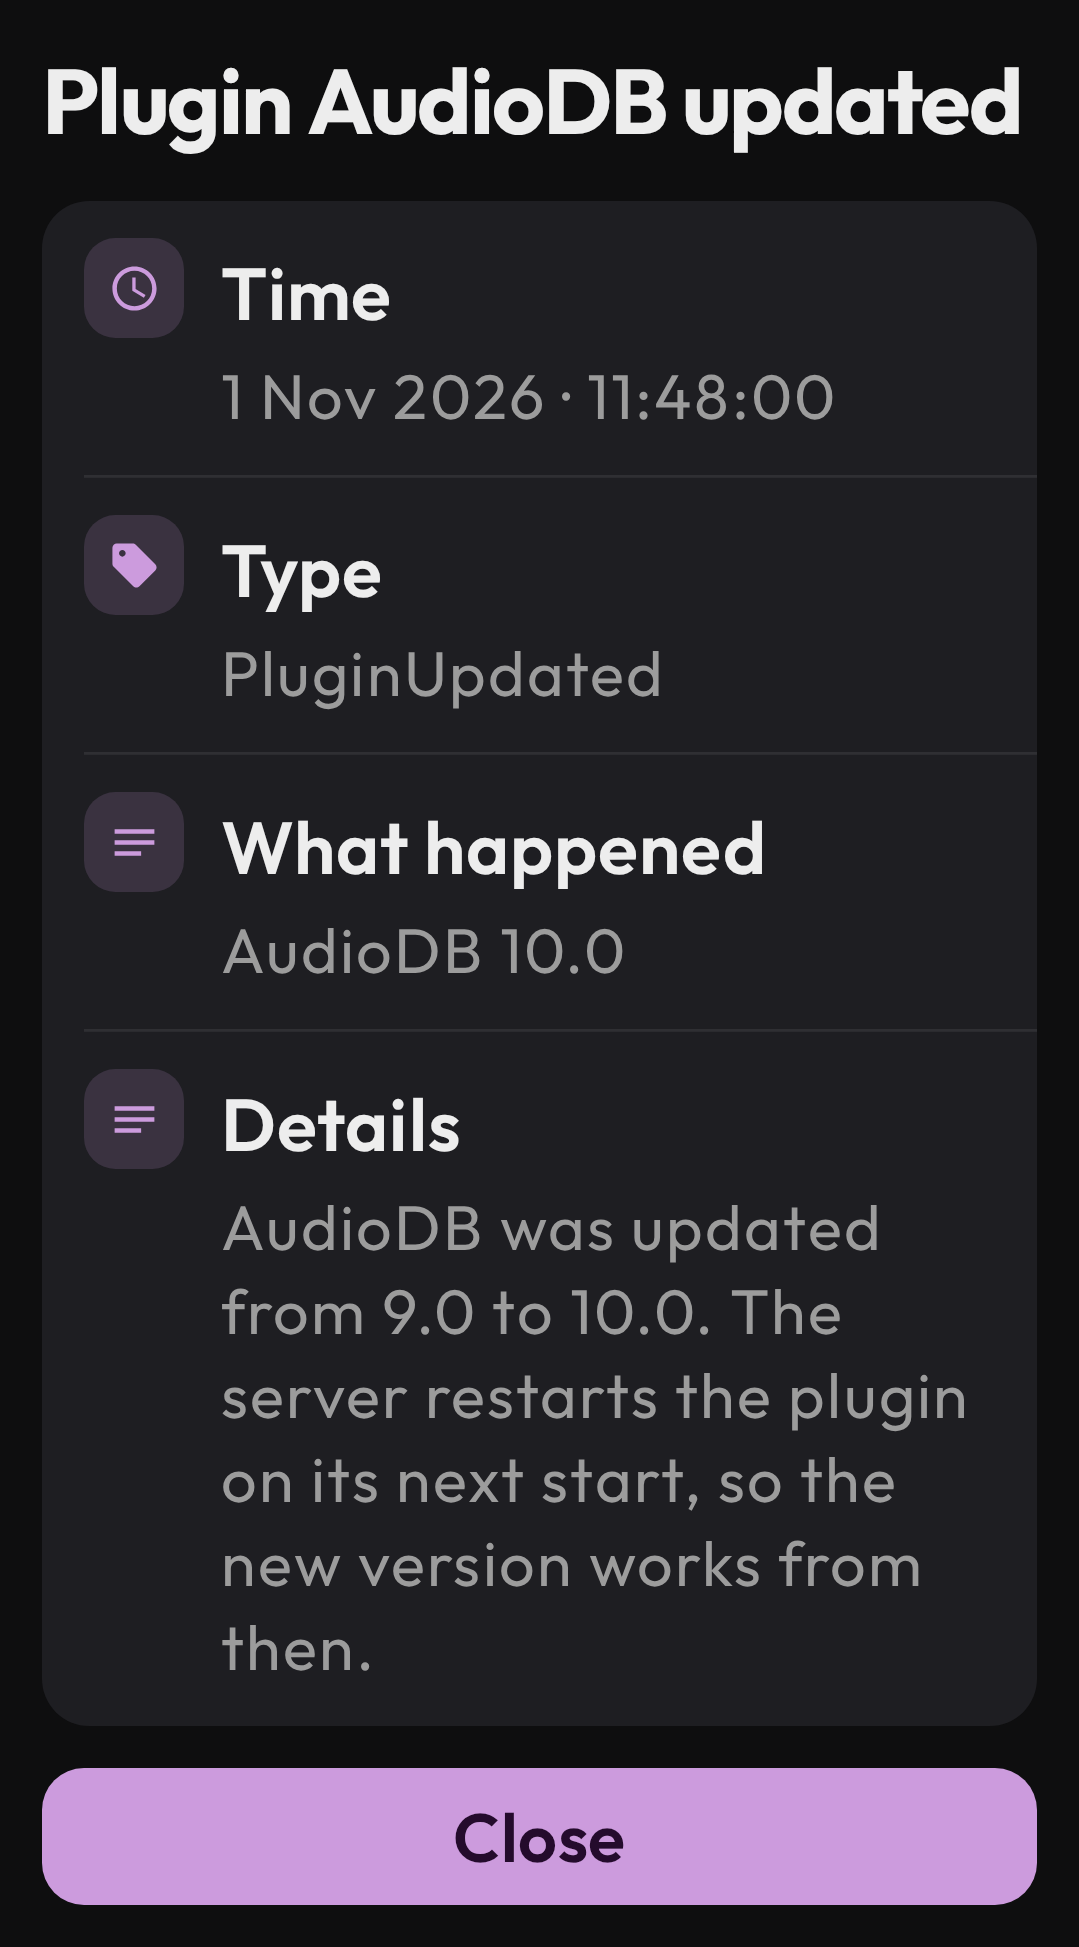 Plugin AudioDB updated
Time
1 Nov 2026 · 11:48:00
Type
PluginUpdated
What happened
AudioDB 10.0
Details
AudioDB was updated
from 9.0 to 10.0. The
server restarts the plugin
on its next start, so the
new version works from
then.
Close